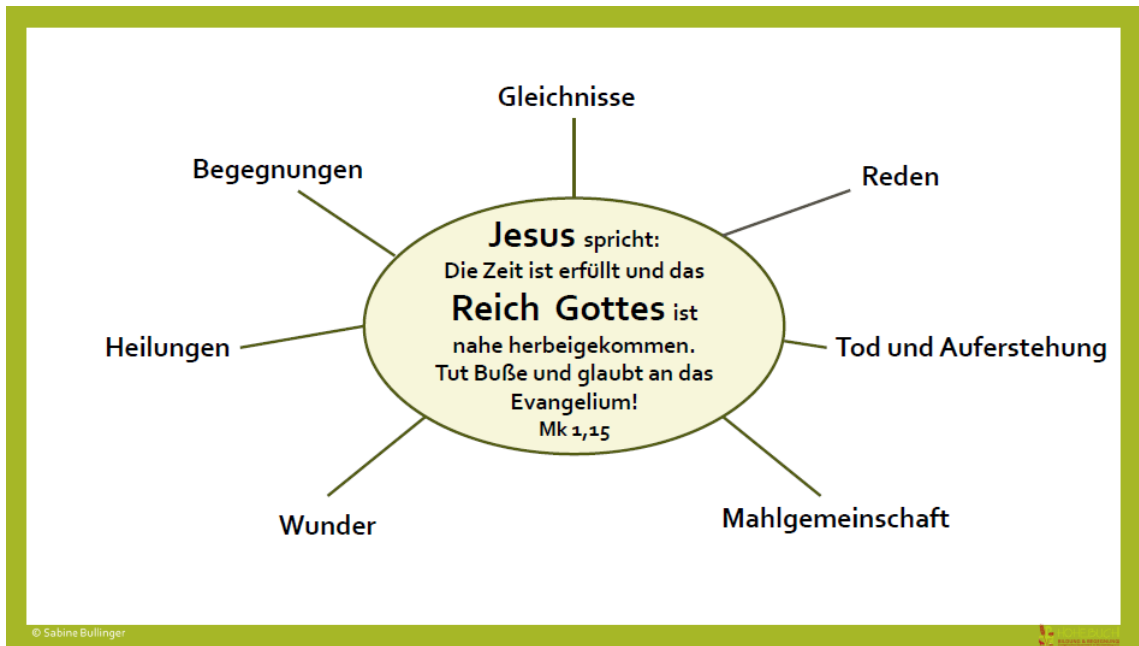 Gleichnisse
Begegnungen
Reden
Jesus spricht:
Die Zeit ist erfüllt und das
Reich Gottes ist
nahe herbeigekommen.
Tut Buße und glaubt an das
Evangelium!
Mk 1,15
Heilungen
Tod und Auferstehung
Wunder
Mahlgemeinschaft
© Sabine Bullinger
HOHEBUCH